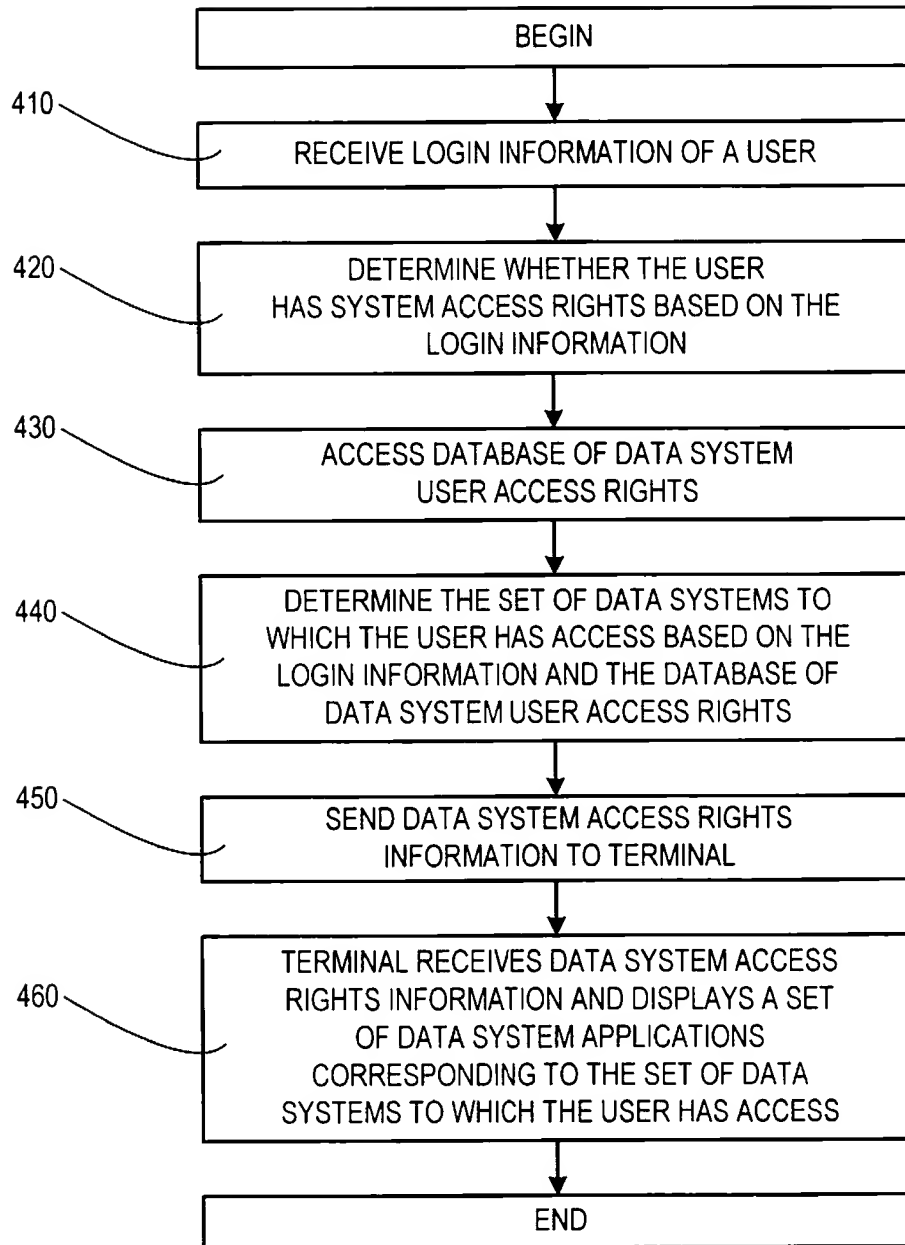 BEGIN
410
RECEIVE LOGIN INFORMATION OF A USER
420
DETERMINE WHETHER THE USER
HAS SYSTEM ACCESS RIGHTS BASED ON THE
LOGIN INFORMATION
430
ACCESS DATABASE OF DATA SYSTEM
USER ACCESS RIGHTS
440
DETERMINE THE SET OF DATA SYSTEMS TO
WHICH THE USER HAS ACCESS BASED ON THE
LOGIN INFORMATION AND THE DATABASE OF
DATA SYSTEM USER ACCESS RIGHTS
450
SEND DATA SYSTEM ACCESS RIGHTS
INFORMATION TO TERMINAL
460
TERMINAL RECEIVES DATA SYSTEM ACCESS
RIGHTS INFORMATION AND DISPLAYS A SET
OF DATA SYSTEM APPLICATIONS
CORRESPONDING TO THE SET OF DATA
SYSTEMS TO WHICH THE USER HAS ACCESS
END